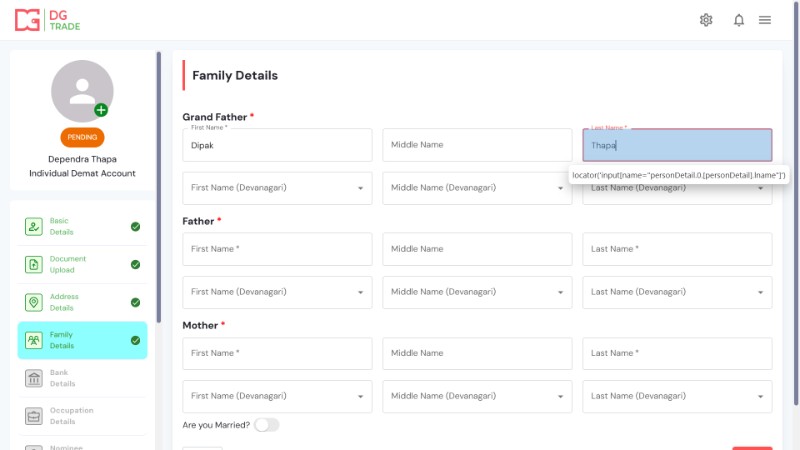 DG
TRADE
PENDING
Dependra Thapa
Individual Demat Account
Basic
Details
Document
Upload
Address
Details
Family
Details
Bank
Details
Occupation
Details
Nominee
Family Details
Grand Father *
First Name *
Dipak
Middle Name
Last Name *
Thapa
locator('input[name="personDetail.0.[personDetail].lname"]')
First Name (Devanagari)
Middle Name (Devanagari)
Father *
First Name *
Middle Name
Last Name *
First Name (Devanagari)
Middle Name (Devanagari)
Last Name (Devanagari)
Mother *
First Name *
Middle Name
Last Name *
First Name (Devanagari)
Middle Name (Devanagari)
Last Name (Devanagari)
Are you Married?